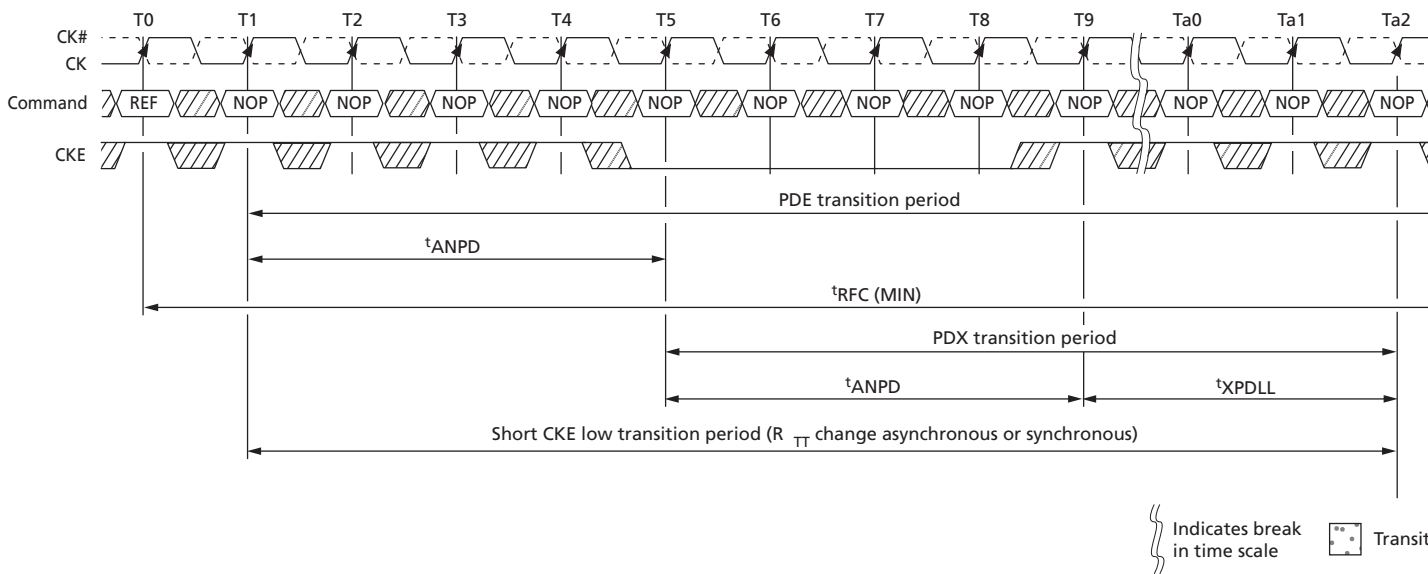 T0 T1 T2 T3 T4 T5 T6 T7 T8 T9 Ta0 Ta1 Ta2
CK#
CK
Command REF NOP NOP NOP NOP NOP NOP NOP NOP NOP NOP NOP NOP
CKE
PDE transition period
tANPD
tRFC (MIN)
PDX transition period
tANPD tXPDLL
Short CKE low transition period (R TT change asynchronous or synchronous)
Indicates break
in time scale
Transit